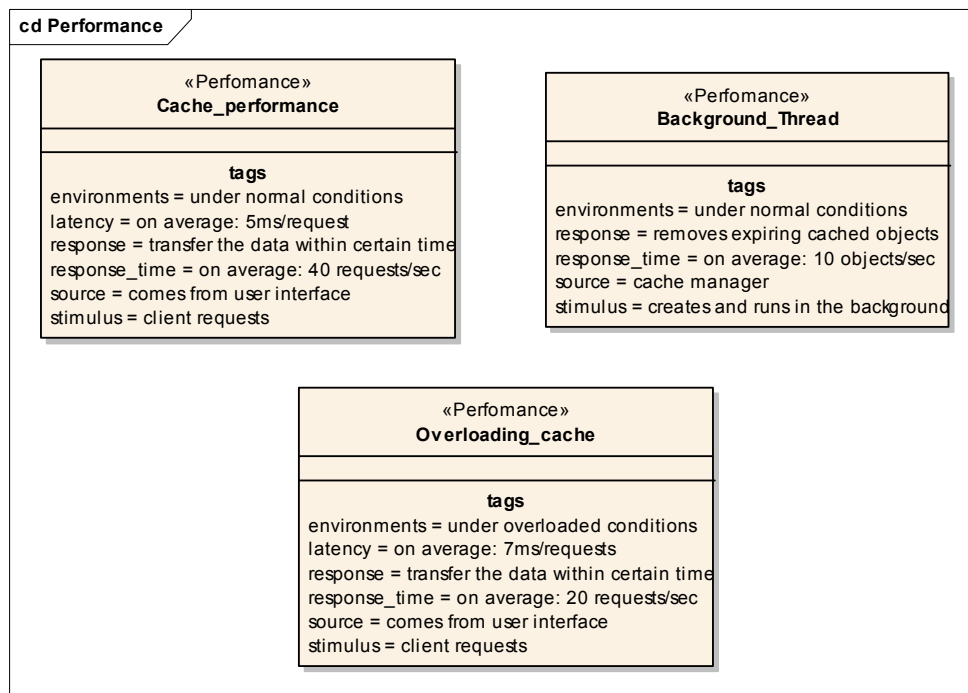 cd Performance
«Perfomance»
Cache_performance
tags
environments = under normal conditions
latency = on average: 5ms/request
response = transfer the data within certain time
response_time = on average: 40 requests/sec
source = comes from user interface
stimulus = client requests
«Perfomance»
Background_Thread
tags
environments = under normal conditions
response = removes expiring cached objects
response_time = on average: 10 objects/sec
source = cache manager
stimulus = creates and runs in the background
«Perfomance»
Overloading_cache
tags
environments = under overloaded conditions
latency = on average: 7ms/requests
response = transfer the data within certain time
response_time = on average: 20 requests/sec
source = comes from user interface
stimulus = client requests